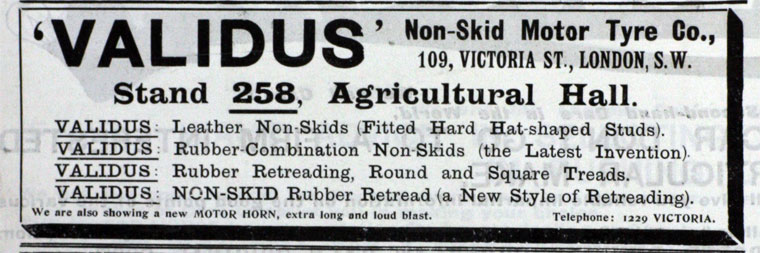 'VALIDUS' Non-Skid Motor Tyre Co.,
109, VICTORIA ST., LONDON, S.W.
Stand 258, Agricultural Hall.
VALIDUS: Leather Non-Skids (Fitted Hard Hat-shaped Studs).
VALIDUS: Rubber-Combination Non-Skids (the Latest Invention).
VALIDUS: Rubber Retreading, Round and Square Treads.
VALIDUS: NON-SKID Rubber Retread (a New Style of Retreading).
We are also showing a new MOTOR HORN, extra long and loud blast. Telephone: 1229 VICTORIA.